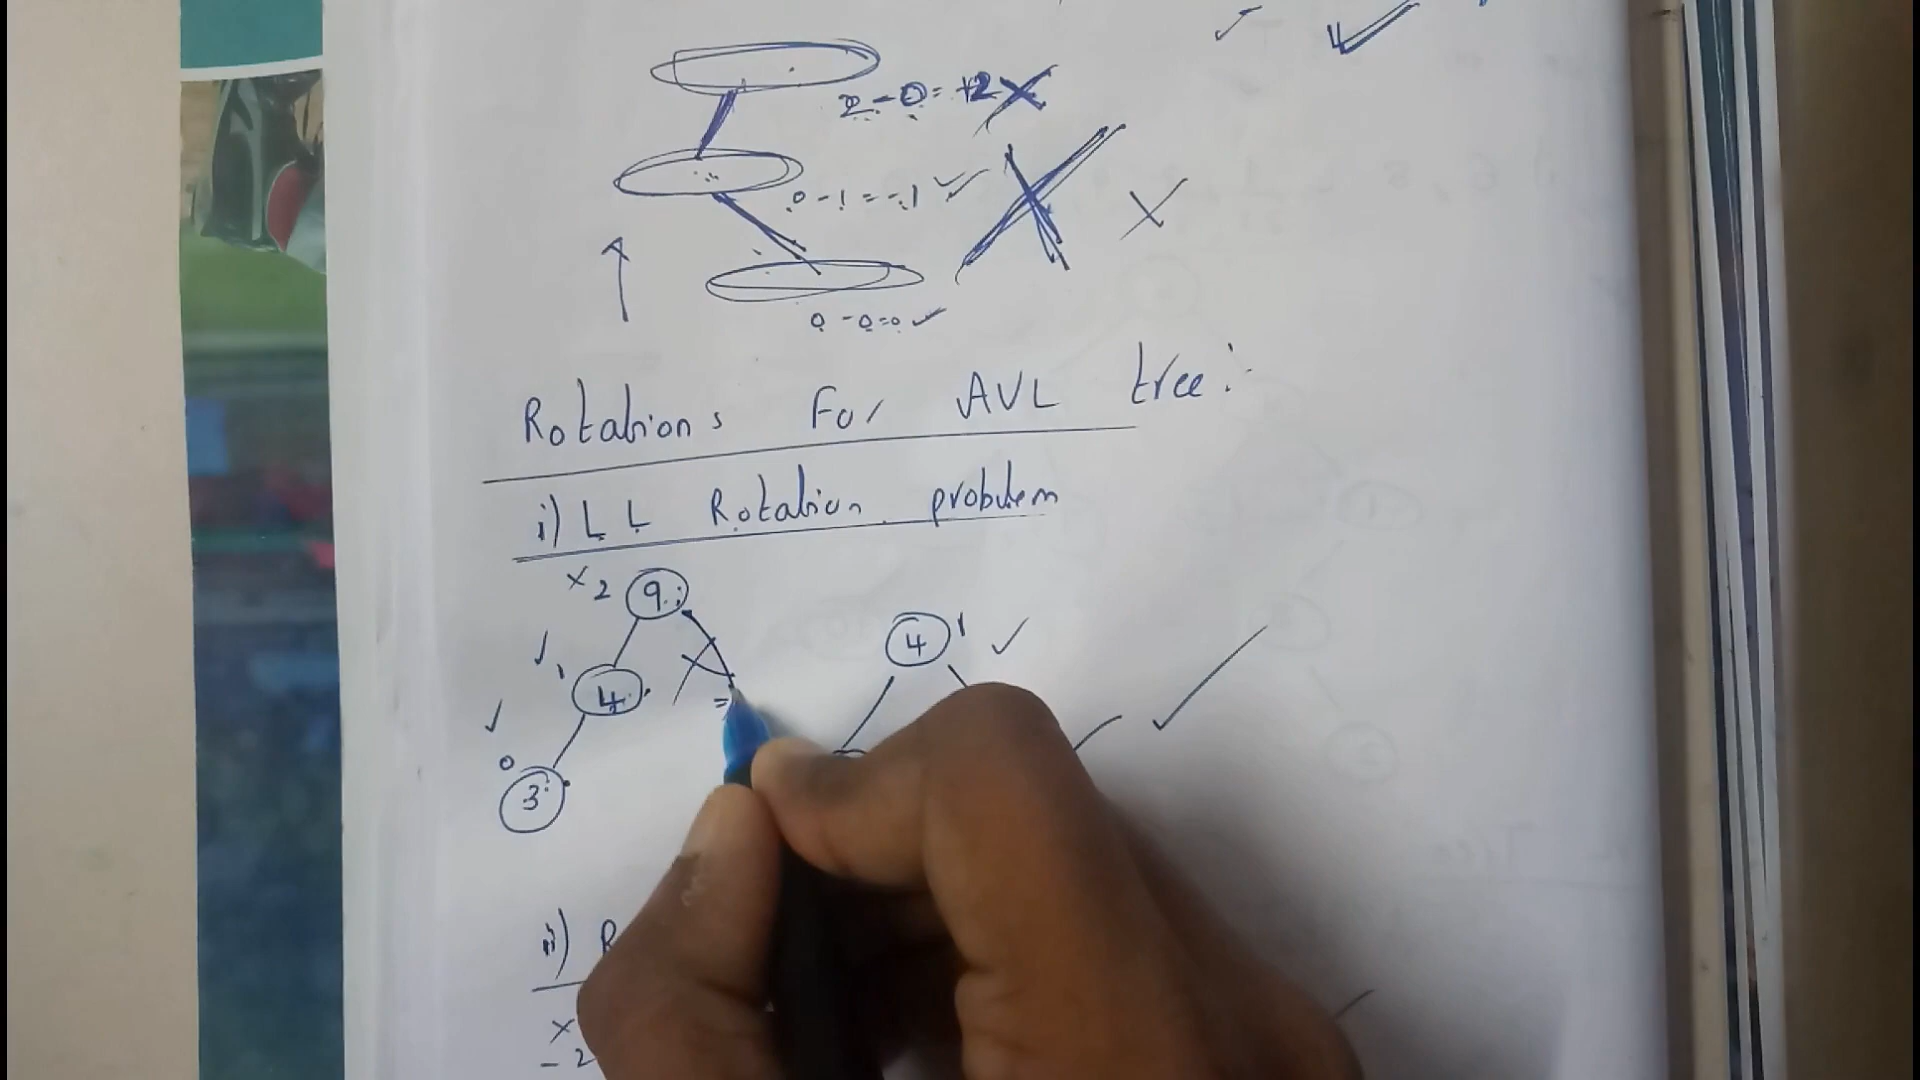 2-0=+2
0-1=-1
0-0=0
Rotations For AVL tree:
i) LL Rotation problem
2 9
1 4
0 3
4 1
ii) R
-2